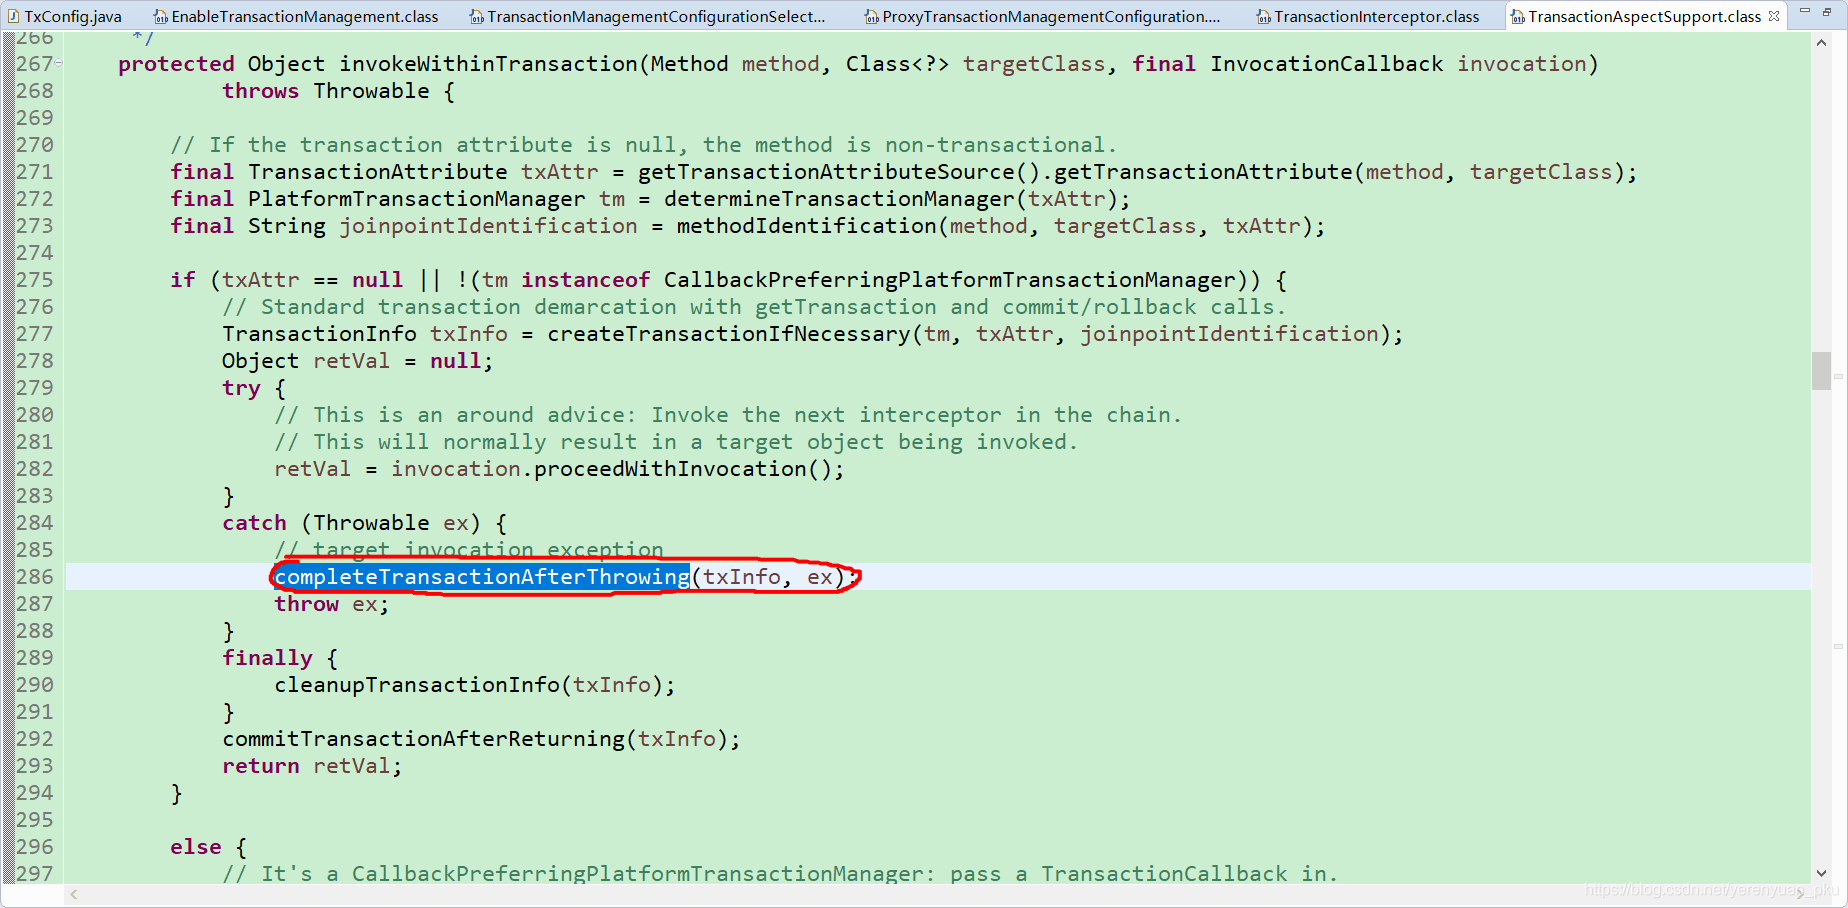 TxConfig.java EnableTransactionManagement.class TransactionManagementConfigurationSelect... ProxyTransactionManagementConfiguration.... TransactionInterceptor.class TransactionAspectSupport.class
266 */
267 protected Object invokeWithinTransaction(Method method, Class<?> targetClass, final InvocationCallback invocation)
268 throws Throwable {
269
270 // If the transaction attribute is null, the method is non-transactional.
271 final TransactionAttribute txAttr = getTransactionAttributeSource().getTransactionAttribute(method, targetClass);
272 final PlatformTransactionManager tm = determineTransactionManager(txAttr);
273 final String joinpointIdentification = methodIdentification(method, targetClass, txAttr);
274
275 if (txAttr == null || !(tm instanceof CallbackPreferringPlatformTransactionManager)) {
276 // Standard transaction demarcation with getTransaction and commit/rollback calls.
277 TransactionInfo txInfo = createTransactionIfNecessary(tm, txAttr, joinpointIdentification);
278 Object retVal = null;
279 try {
280 // This is an around advice: Invoke the next interceptor in the chain.
281 // This will normally result in a target object being invoked.
282 retVal = invocation.proceedWithInvocation();
283 }
284 catch (Throwable ex) {
285 // target invocation exception
286 completeTransactionAfterThrowing(txInfo, ex);
287 throw ex;
288 }
289 finally {
290 cleanupTransactionInfo(txInfo);
291 }
292 commitTransactionAfterReturning(txInfo);
293 return retVal;
294 }
295
296 else {
297 // It's a CallbackPreferringPlatformTransactionManager: pass a TransactionCallback in.
https://blog.csdn.net/yerenyuan_pku